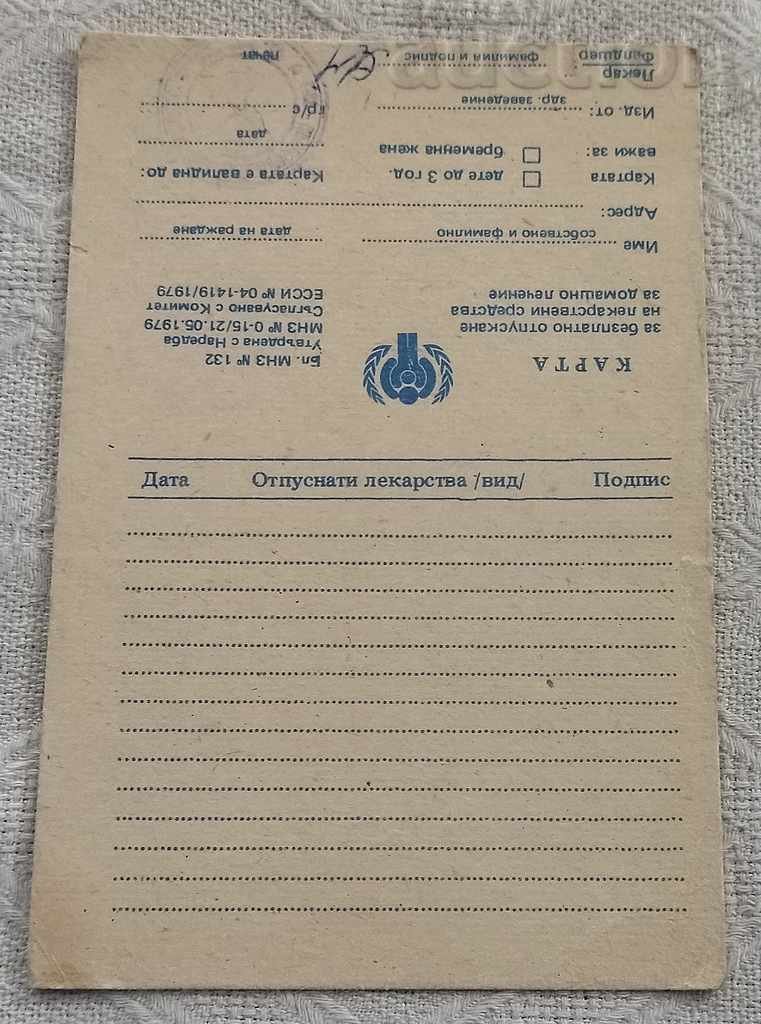 КАРТА
за безплатно отпускане
на лекарствени средства
за домашно лечение
Бл. МНЗ № 132
Утвърдена с Наредба
МНЗ № 0-15/21.05.1979
Съгласувано с Комитет
ЕССИ № 04-1419/1979
Име
собствено и фамилно
дата на раждане
Адрес:
Картата
важи за:
дете до 3 год.
бременна жена
Картата е валидна до:
дата
Изд. от:
здр. заведение
гр/с
Лекар
Фелдшер
фамилия и подпис
печат
Дата Отпуснати лекарства /вид/ Подпис